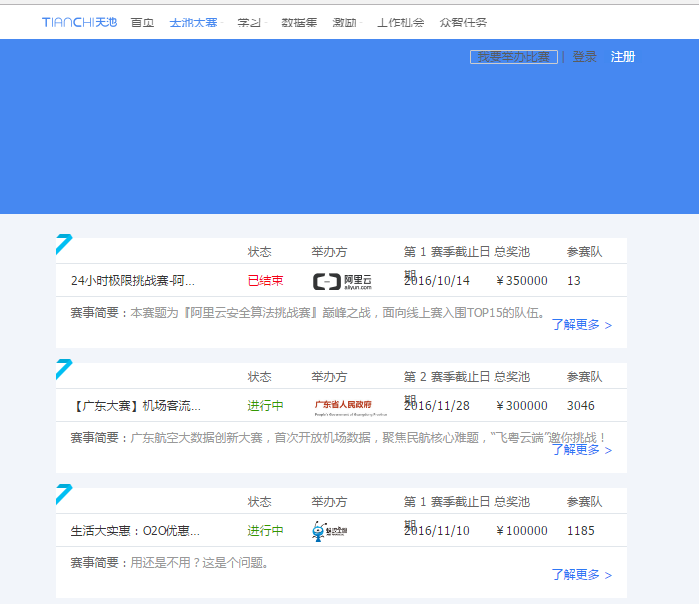 TIANCHI天池 首页 天池大赛 学习 数据集 激励 工作机会 众智任务
我要举办比赛 | 登录 注册
状态 举办方 第 1 赛季截止日期 总奖池 参赛队
24小时极限挑战赛-阿... 已结束 阿里云 aliyun.com 2016/10/14 ￥350000 13
赛事简要：本赛题为『阿里云安全算法挑战赛』巅峰之战，面向线上赛入围TOP15的队伍。
了解更多 >
状态 举办方 第 2 赛季截止日期 总奖池 参赛队
【广东大赛】机场客流... 进行中 广东省人民政府 People's Government of Guangdong Province 2016/11/28 ￥300000 3046
赛事简要：广东航空大数据创新大赛，首次开放机场数据，聚焦民航核心难题，“飞粤云端”邀你挑战！
了解更多 >
状态 举办方 第 1 赛季截止日期 总奖池 参赛队
生活大实惠：O2O优惠... 进行中 2016/11/10 ￥100000 1185
赛事简要：用还是不用？这是个问题。
了解更多 >